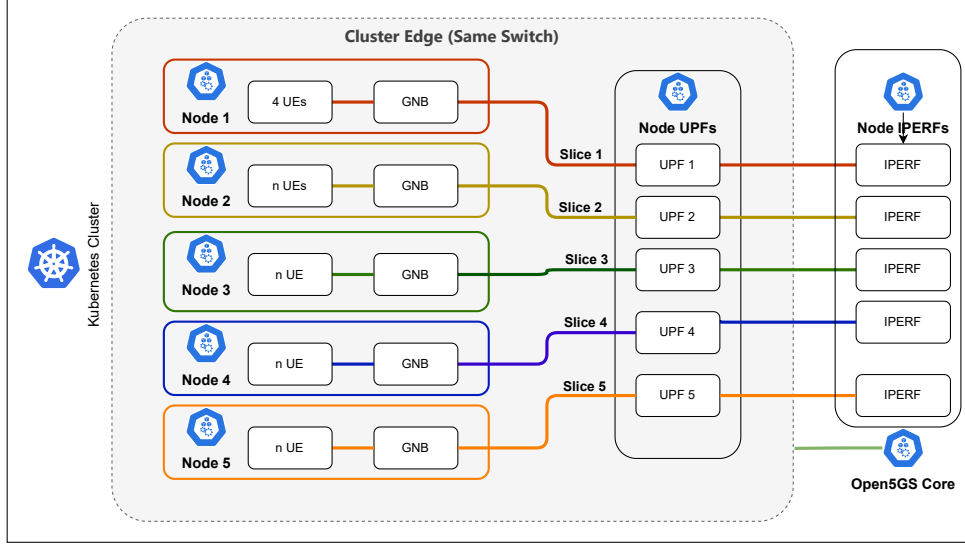 Cluster Edge (Same Switch)
Kubernetes Cluster
Node 1
4 UEs
GNB
Node 2
n UEs
GNB
Node 3
n UE
GNB
Node 4
n UE
GNB
Node 5
n UE
GNB
Slice 1
Slice 2
Slice 3
Slice 4
Slice 5
Node UPFs
UPF 1
UPF 2
UPF 3
UPF 4
UPF 5
Node IPERFs
IPERF
IPERF
IPERF
IPERF
IPERF
Open5GS Core